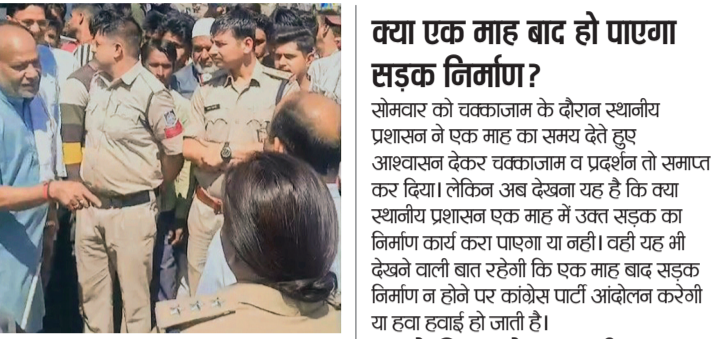 क्या एक माह बाद हो पाएगा
सड़क निर्माण?
सोमवार को चक्काजाम के दौरान स्थानीय
प्रशासन ने एक माह का समय देते हुए
आश्वासन देकर चक्काजाम व प्रदर्शन तो समाप्त
कर दिया। लेकिन अब देखना यह है कि क्या
स्थानीय प्रशासन एक माह में उक्त सड़क का
निर्माण कार्य करा पाएगा या नही। वही यह भी
देखने वाली बात रहेगी कि एक माह बाद सड़क
निर्माण न होने पर कांग्रेस पार्टी आंदोलन करेगी
या हवा हवाई हो जाती है।